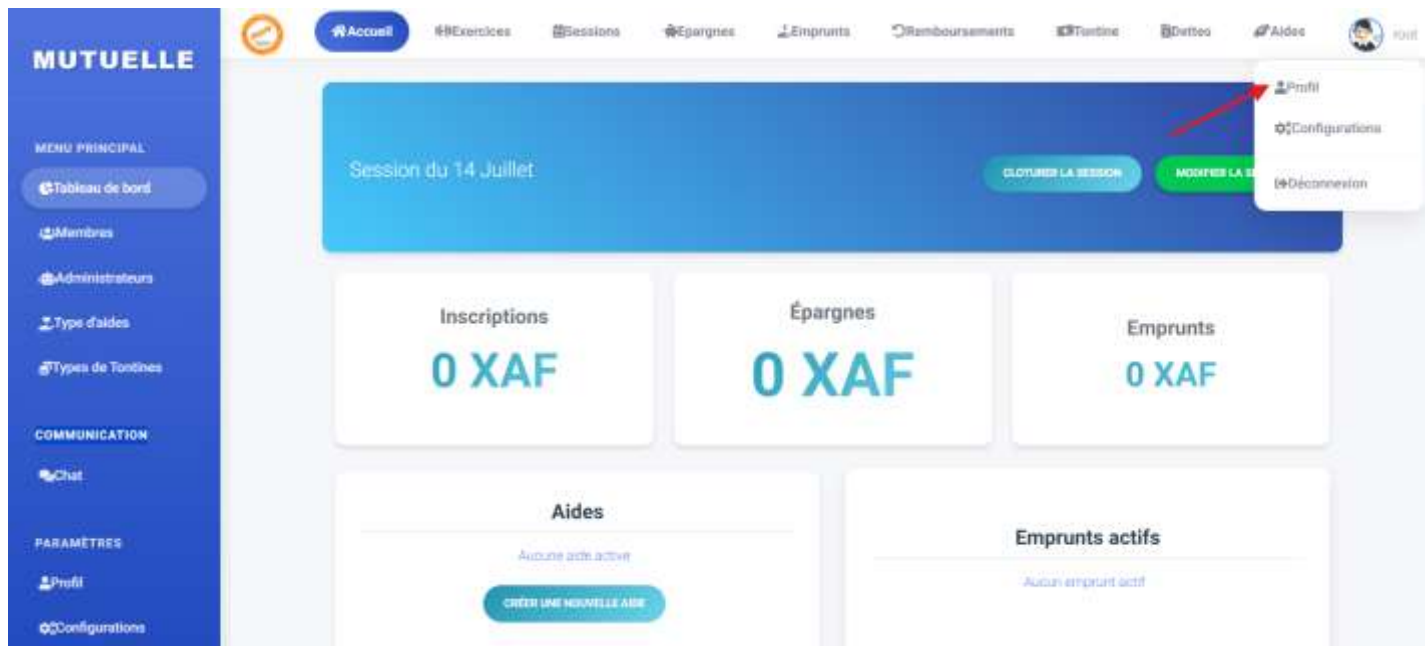 MUTUELLE
MENU PRINCIPAL
Tableau de bord
Membres
Administrateurs
Type d'aides
Types de Tontines
COMMUNICATION
Chat
PARAMÈTRES
Profil
Configurations
Accueil
Exercices
Sessions
Epargnes
Emprunts
Remboursements
Tontine
Dettes
Aides
root
Profil
Configurations
Déconnexion
Session du 14 Juillet
CLOTURER LA SESSION
MODIFIER LA
Inscriptions
0 XAF
Épargnes
0 XAF
Emprunts
0 XAF
Aides
Aucune aide active
CRÉER UNE NOUVELLE AIDE
Emprunts actifs
Aucun emprunt actif